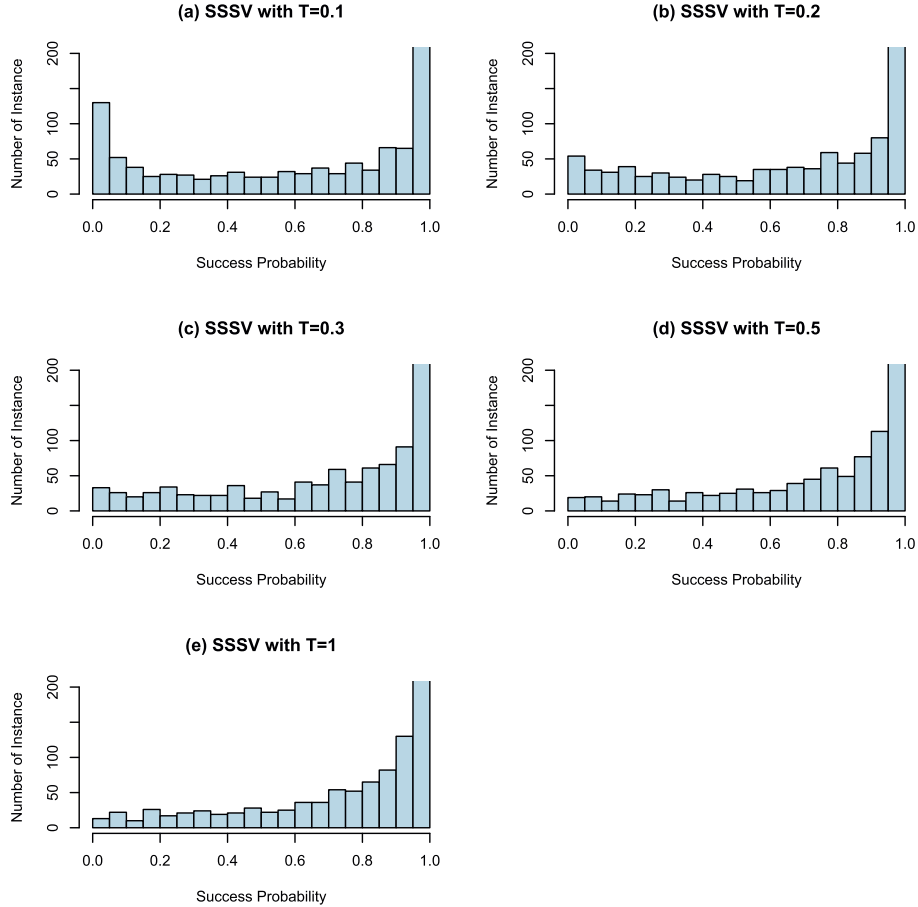 (a) SSSV with T=0.1
Number of Instance
0 50 100 200
0.0 0.2 0.4 0.6 0.8 1.0
Success Probability
(b) SSSV with T=0.2
Number of Instance
0 50 100 200
0.0 0.2 0.4 0.6 0.8 1.0
Success Probability
(c) SSSV with T=0.3
Number of Instance
0 50 100 200
0.0 0.2 0.4 0.6 0.8 1.0
Success Probability
(d) SSSV with T=0.5
Number of Instance
0 50 100 200
0.0 0.2 0.4 0.6 0.8 1.0
Success Probability
(e) SSSV with T=1
Number of Instance
0 50 100 200
0.0 0.2 0.4 0.6 0.8 1.0
Success Probability